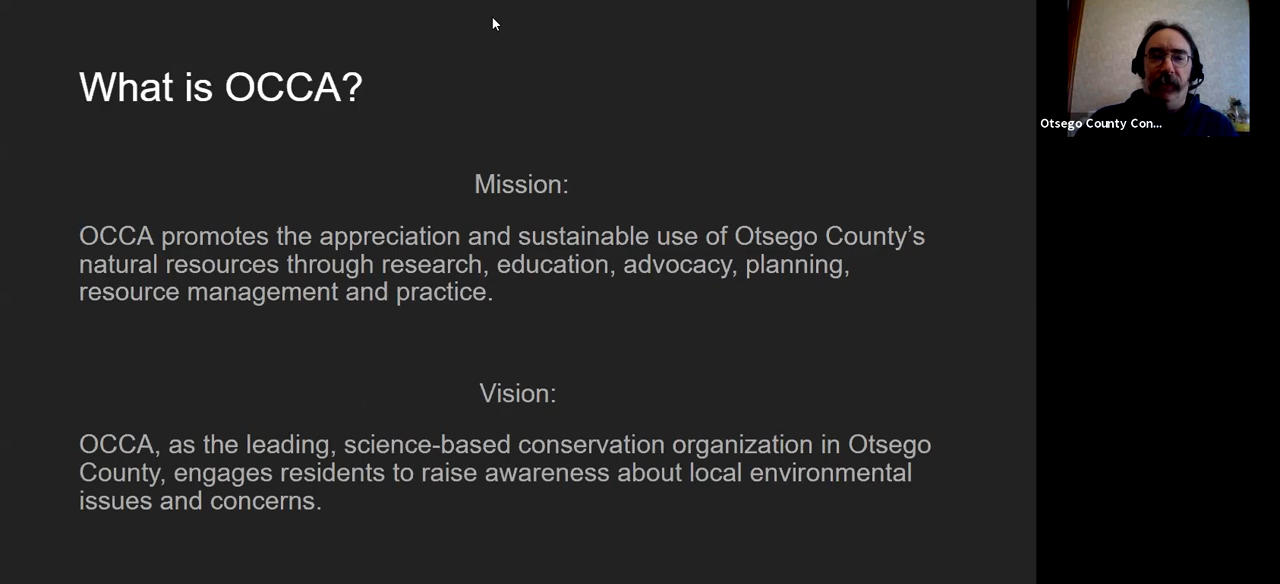 What is OCCA?
Mission:
OCCA promotes the appreciation and sustainable use of Otsego County’s
natural resources through research, education, advocacy, planning,
resource management and practice.
Vision:
OCCA, as the leading, science-based conservation organization in Otsego
County, engages residents to raise awareness about local environmental
issues and concerns.
Otsego County Con...